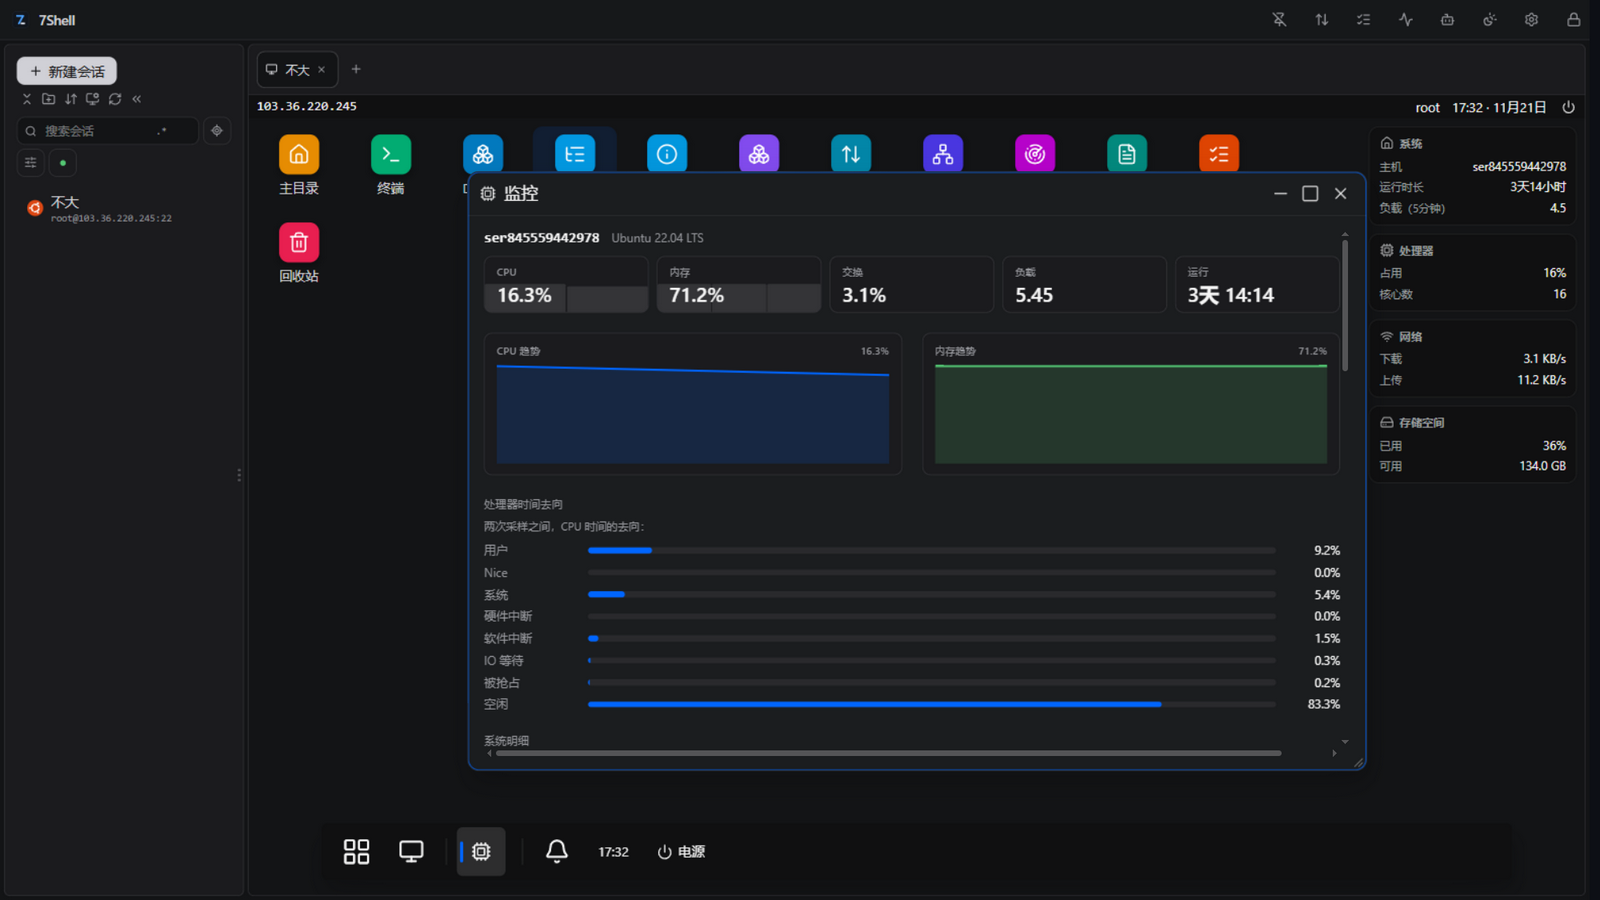 7Shell
新建会话
搜索会话
.*
不大
root@103.36.220.245:22
不大
103.36.220.245
root 17:32 · 11月21日
主目录
终端
回收站
监控
ser845559442978 Ubuntu 22.04 LTS
CPU
16.3%
内存
71.2%
交换
3.1%
负载
5.45
运行
3天 14:14
CPU 趋势 16.3%
内存趋势 71.2%
处理器时间去向
两次采样之间，CPU 时间的去向：
用户 9.2%
Nice 0.0%
系统 5.4%
硬件中断 0.0%
软件中断 1.5%
IO 等待 0.3%
被抢占 0.2%
空闲 83.3%
系统明细
系统
主机 ser845559442978
运行时长 3天14小时
负载（5分钟） 4.5
处理器
占用 16%
核心数 16
网络
下载 3.1 KB/s
上传 11.2 KB/s
存储空间
已用 36%
可用 134.0 GB
17:32
电源